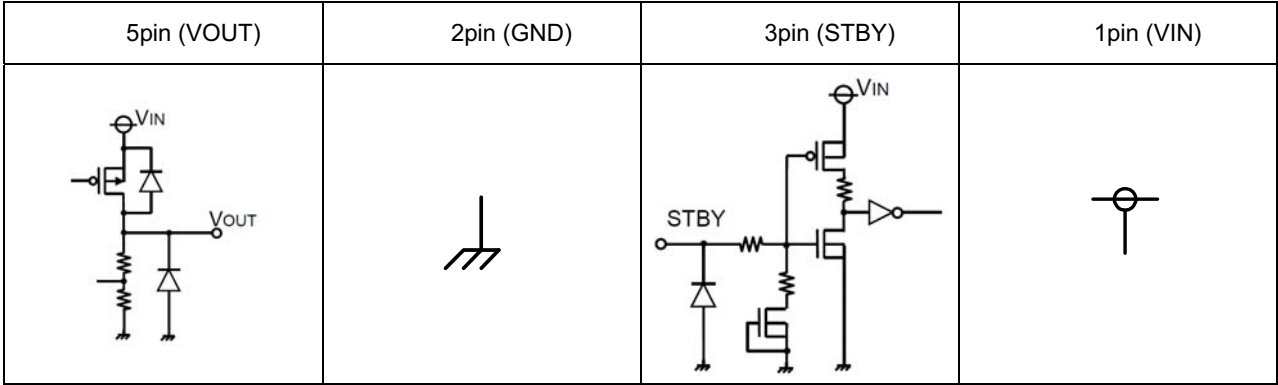 5pin (VOUT)
2pin (GND)
3pin (STBY)
1pin (VIN)
VIN
VOUT
VIN
STBY